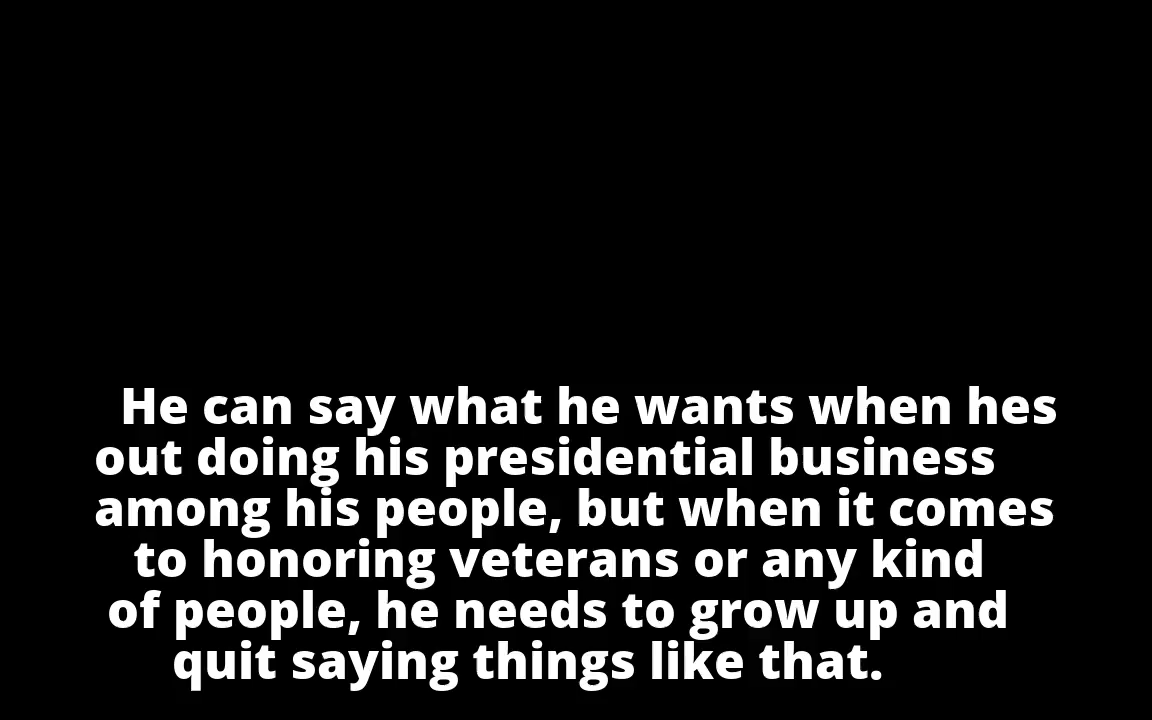 He can say what he wants when hes
out doing his presidential business
among his people, but when it comes
to honoring veterans or any kind
of people, he needs to grow up and
quit saying things like that.